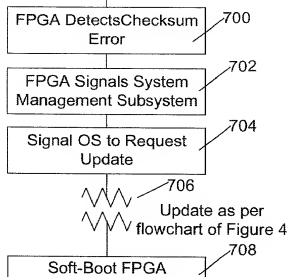 FPGA DetectsChecksum
Error
700
FPGA Signals System
Management Subsystem
702
Signal OS to Request
Update
704
706
Update as per
flowchart of Figure 4
708
Soft-Boot FPGA